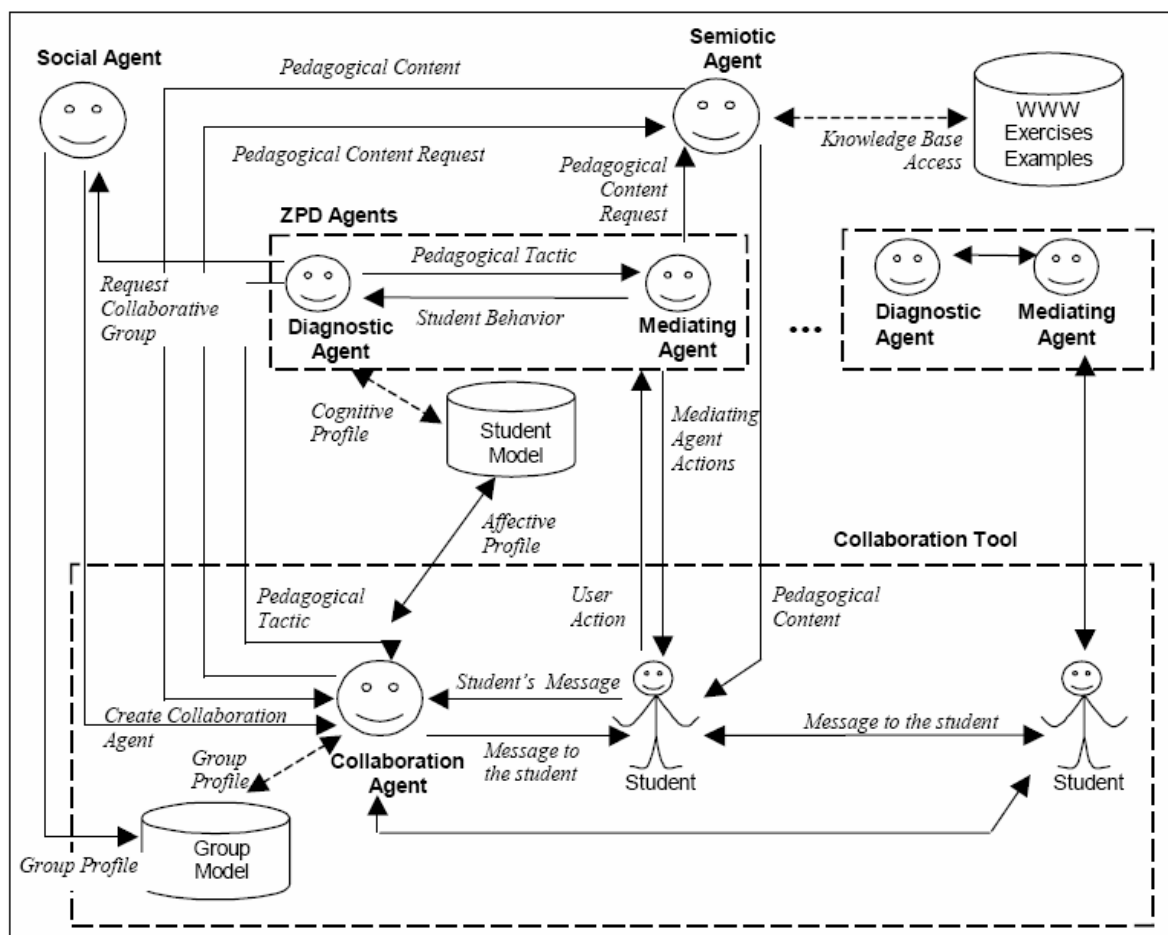 Social Agent
Pedagogical Content
Semiotic
Agent
WWW
Exercises
Examples
Knowledge Base
Access
Pedagogical Content Request
Pedagogical
Content
Request
ZPD Agents
Pedagogical Tactic
Student Behavior
Diagnostic
Agent
Mediating
Agent
Request
Collaborative
Group
...
Diagnostic
Agent
Mediating
Agent
Cognitive
Profile
Student
Model
Mediating
Agent
Actions
Affective
Profile
Collaboration Tool
Pedagogical
Tactic
User
Action
Pedagogical
Content
Student's Message
Create Collaboration
Agent
Message to
the student
Message to the student
Group
Profile
Collaboration
Agent
Student
Student
Group Profile
Group
Model